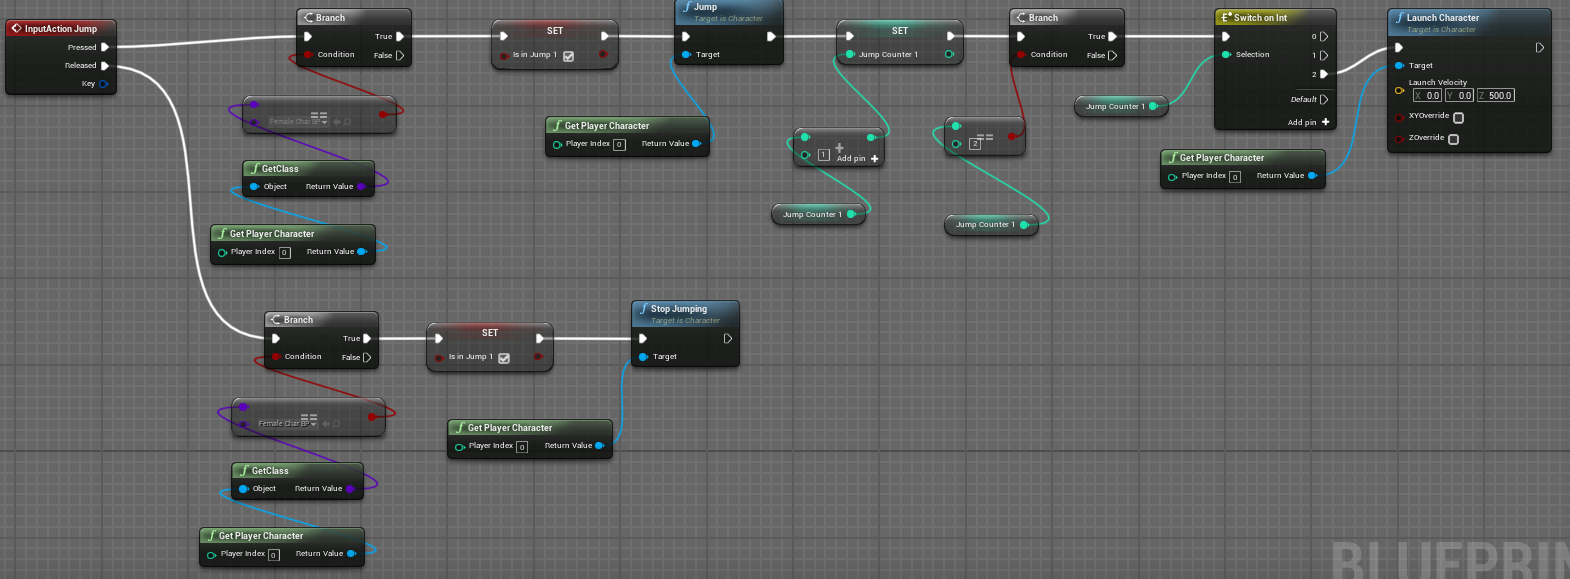 InputAction Jump
Pressed
Released
Key
Branch
True
Condition
False
==
Female Char BP
GetClass
Object
Return Value
Get Player Character
Player Index 0
Return Value
SET
Is in Jump 1
Jump
Target is Character
Target
Get Player Character
Player Index 0
Return Value
SET
Jump Counter 1
+
1
Add pin +
Jump Counter 1
Branch
True
Condition
False
==
2
Jump Counter 1
Switch on Int
0
Selection
1
2
Default
Add pin +
Jump Counter 1
Get Player Character
Player Index 0
Return Value
Launch Character
Target is Character
Target
Launch Velocity
X 0.0 Y 0.0 Z 500.0
XYOverride
ZOverride
Branch
True
Condition
False
==
Female Char BP
GetClass
Object
Return Value
Get Player Character
Player Index 0
Return Value
SET
Is in Jump 1
Stop Jumping
Target is Character
Target
Get Player Character
Player Index 0
Return Value
BLUEPRIN